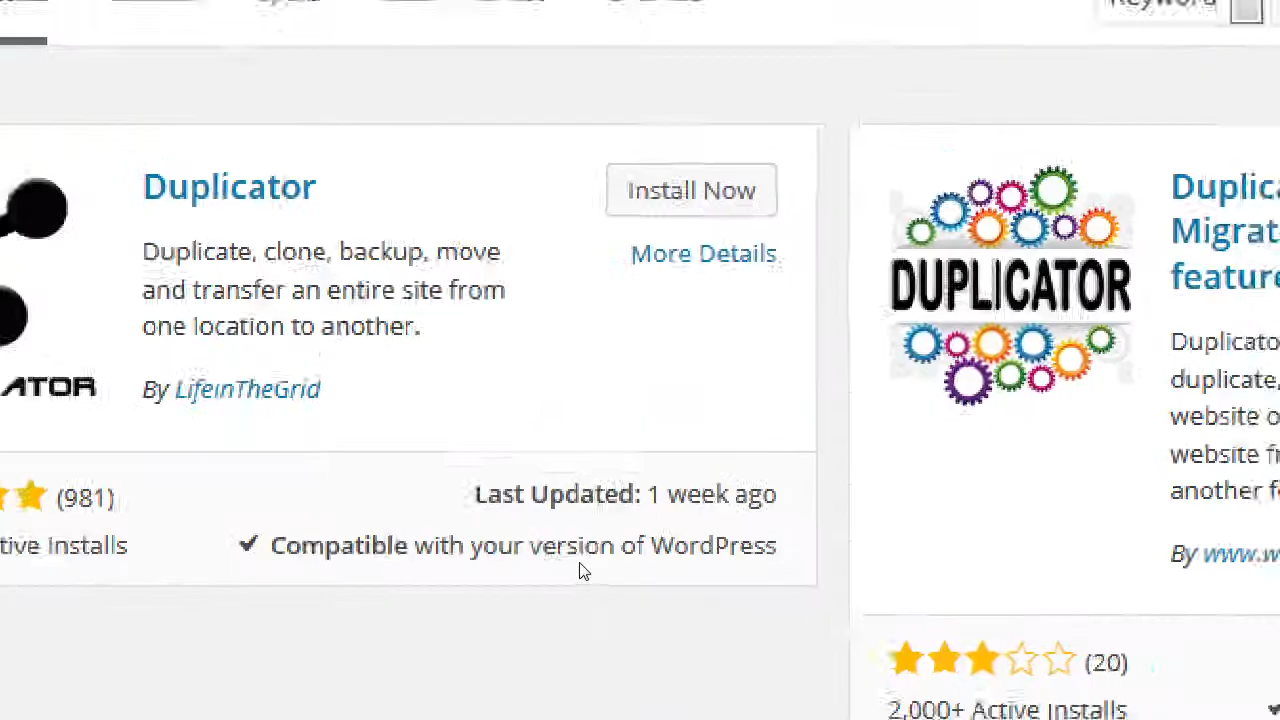 Keyword
Duplicator
Install Now
Duplicate, clone, backup, move
and transfer an entire site from
one location to another.
More Details
By LifeinTheGrid
ATOR
(981)
Last Updated: 1 week ago
tive Installs
Compatible with your version of WordPress
DUPLICATOR
Duplica
Migrat
feature
Duplicato
duplicate,
website o
website fr
another f
By www.w
(20)
2,000+ Active Installs